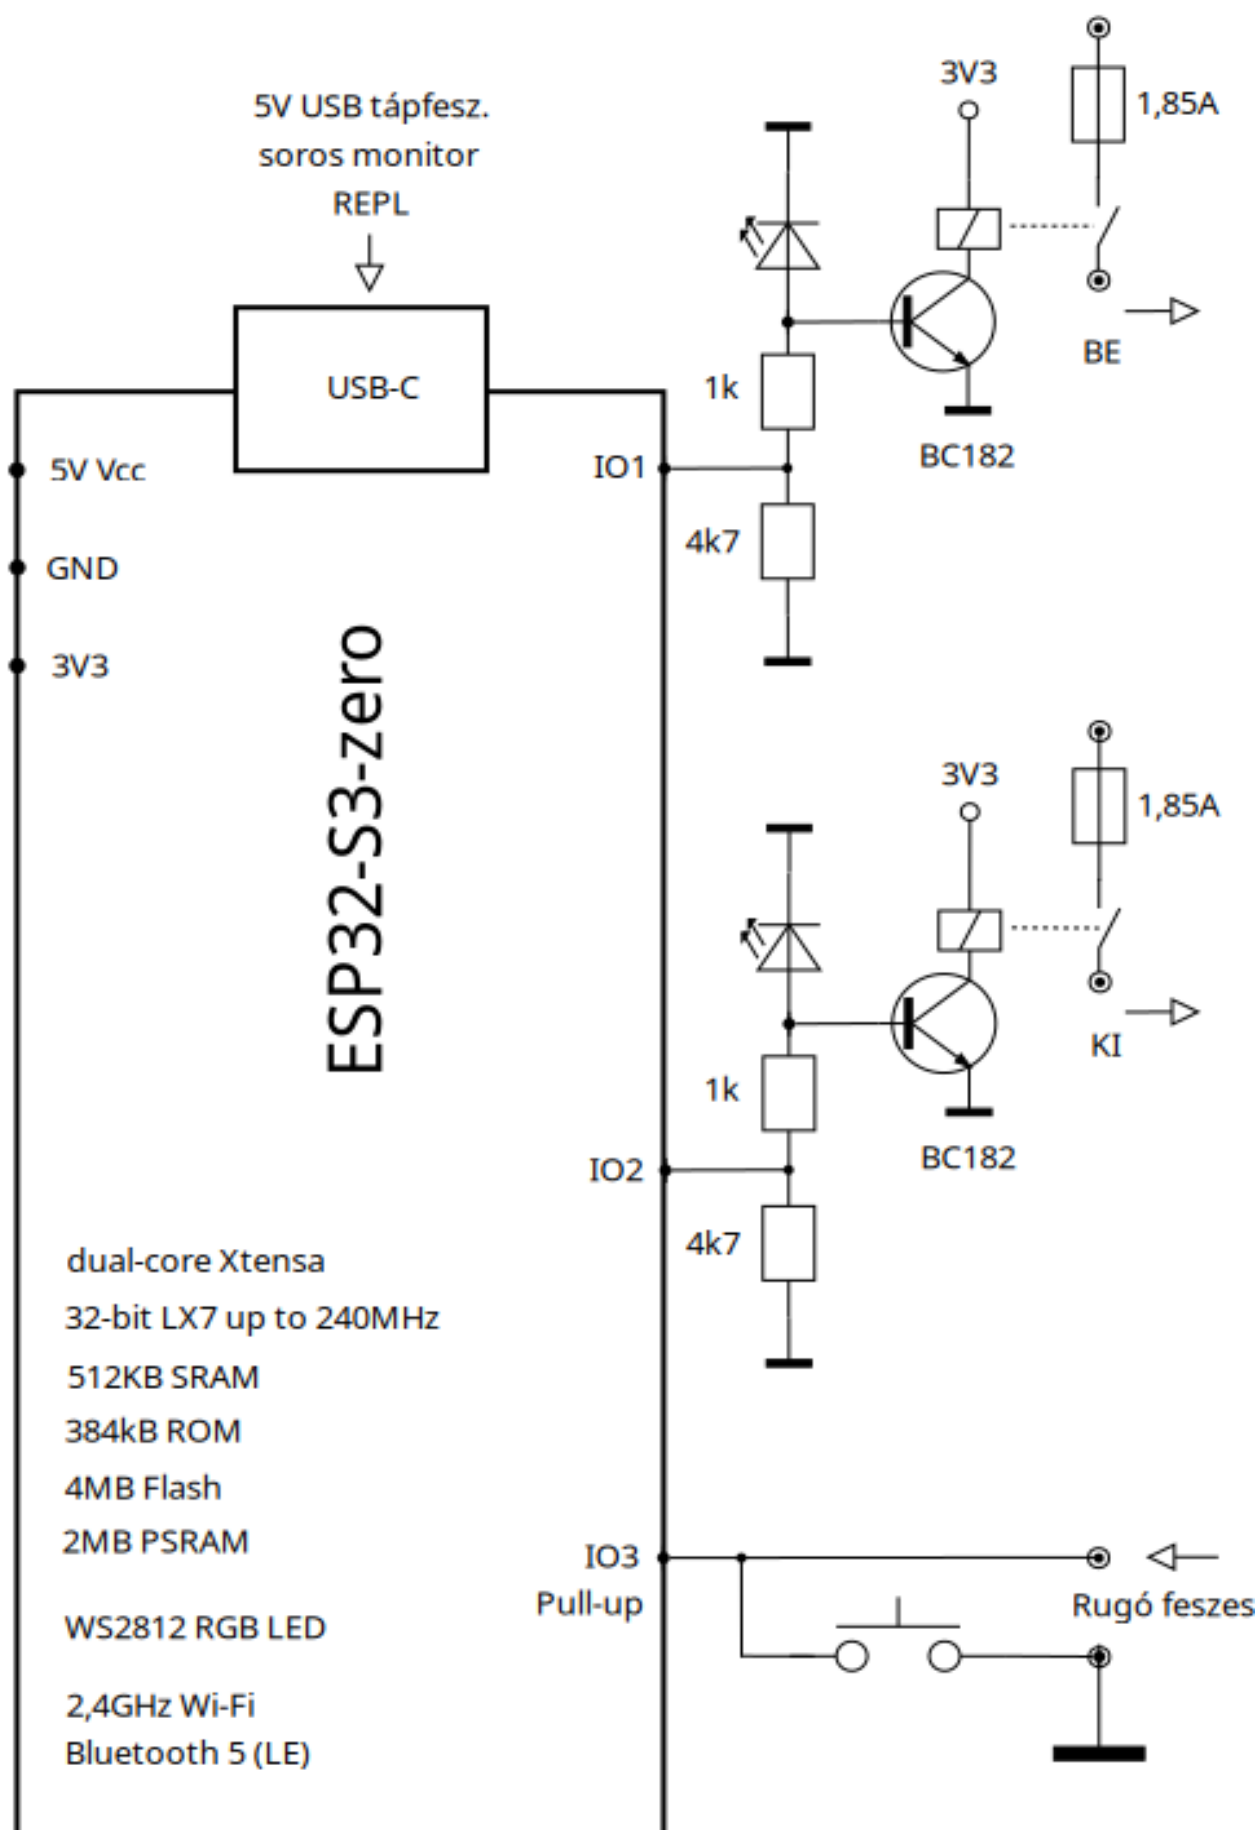 5V USB tápfesz.
soros monitor
REPL
USB-C
5V Vcc
GND
3V3
ESP32-S3-zero
dual-core Xtensa
32-bit LX7 up to 240MHz
512KB SRAM
384kB ROM
4MB Flash
2MB PSRAM
WS2812 RGB LED
2,4GHz Wi-Fi
Bluetooth 5 (LE)
3V3
1,85A
BE
1k
BC182
IO1
4k7
3V3
1,85A
KI
1k
BC182
IO2
4k7
IO3
Pull-up
Rugó feszes